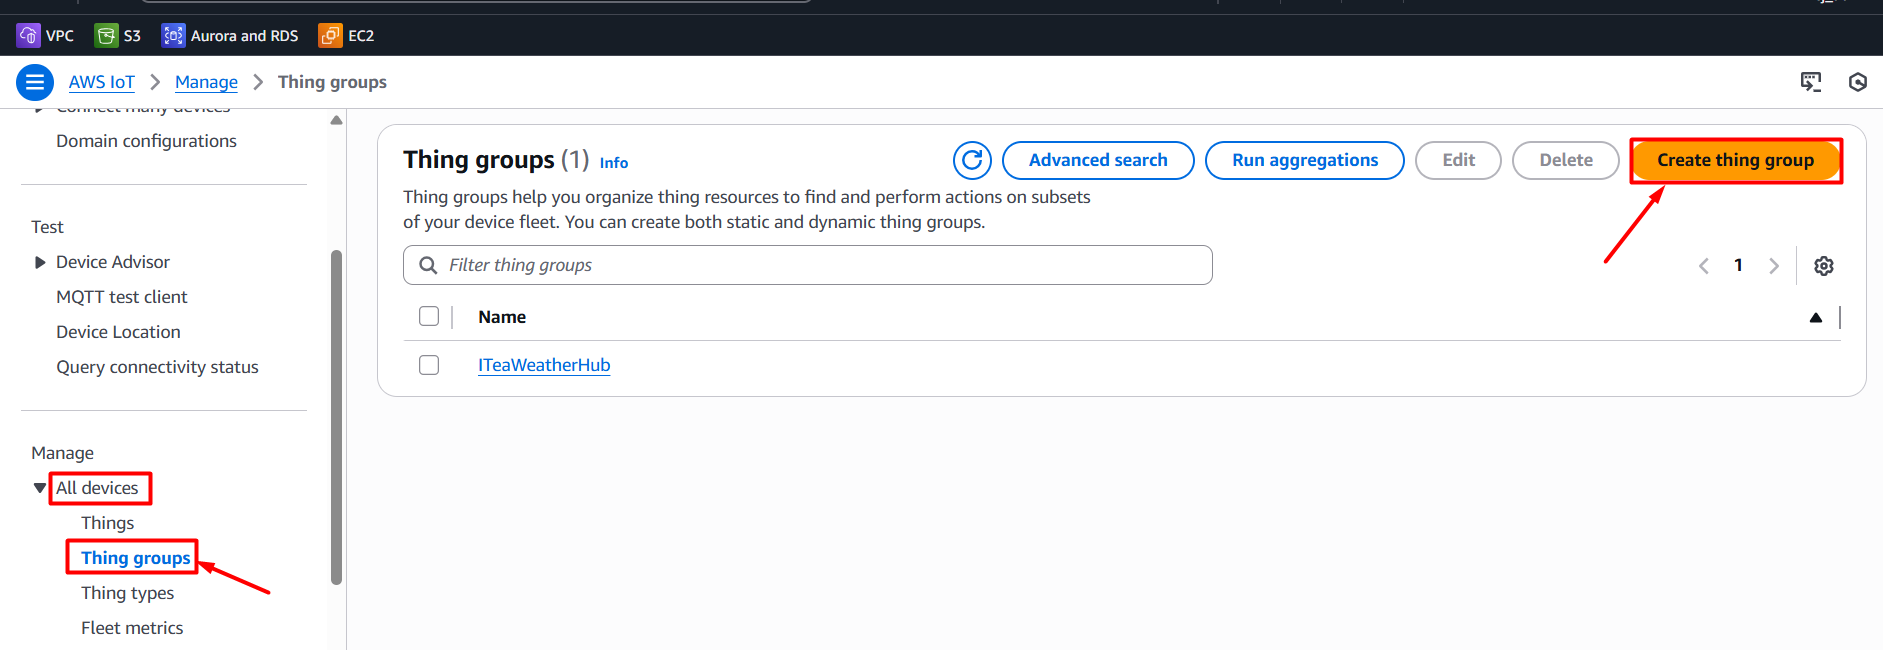 VPC S3 Aurora and RDS EC2
AWS IoT Manage Thing groups
Connect many devices
Domain configurations
Test
Device Advisor
MQTT test client
Device Location
Query connectivity status
Manage
All devices
Things
Thing groups
Thing types
Fleet metrics
Thing groups (1) Info
Advanced search Run aggregations Edit Delete Create thing group
Thing groups help you organize thing resources to find and perform actions on subsets
of your device fleet. You can create both static and dynamic thing groups.
Filter thing groups
1
Name
ITeaWeatherHub